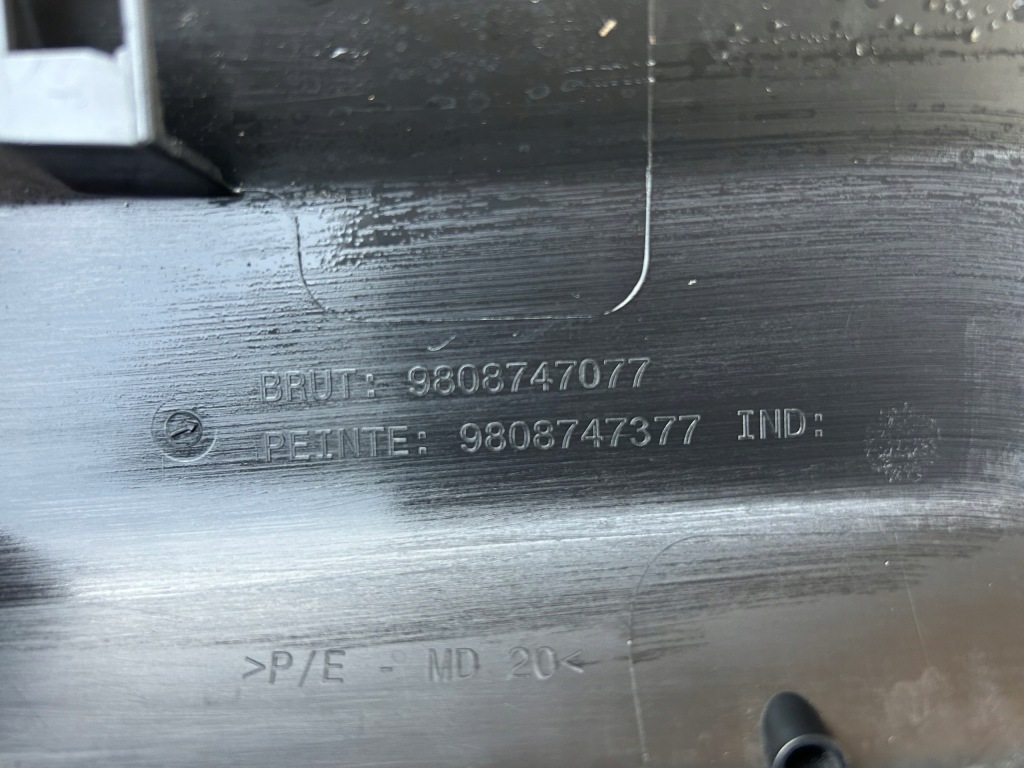 BRUT: 9808747077
PEINTE: 9808747377 IND:
>P/E - MD 20<